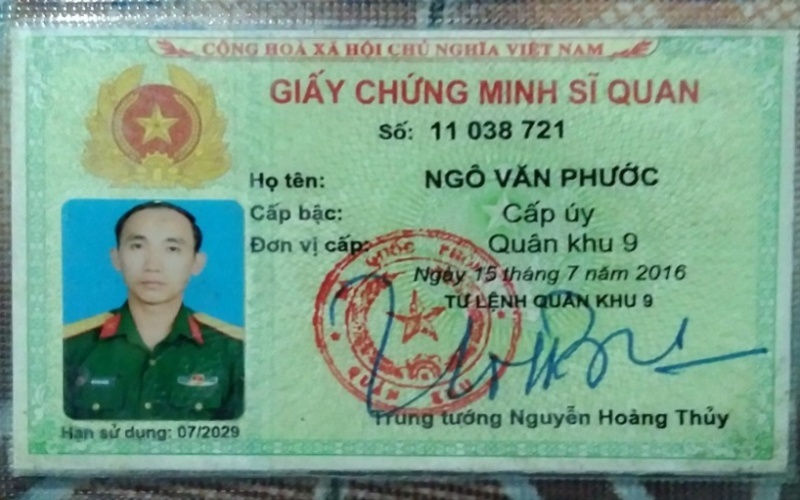 CỘNG HOÀ XÃ HỘI CHỦ NGHĨA VIỆT NAM
GIẤY CHỨNG MINH SĨ QUAN
Số: 11 038 721
Họ tên: NGÔ VĂN PHƯỚC
Cấp bậc: Cấp úy
Đơn vị cấp: Quân khu 9
Ngày 15 tháng 7 năm 2016
TƯ LỆNH QUÂN KHU 9
Trung tướng Nguyễn Hoàng Thủy
Hạn sử dụng: 07/2029